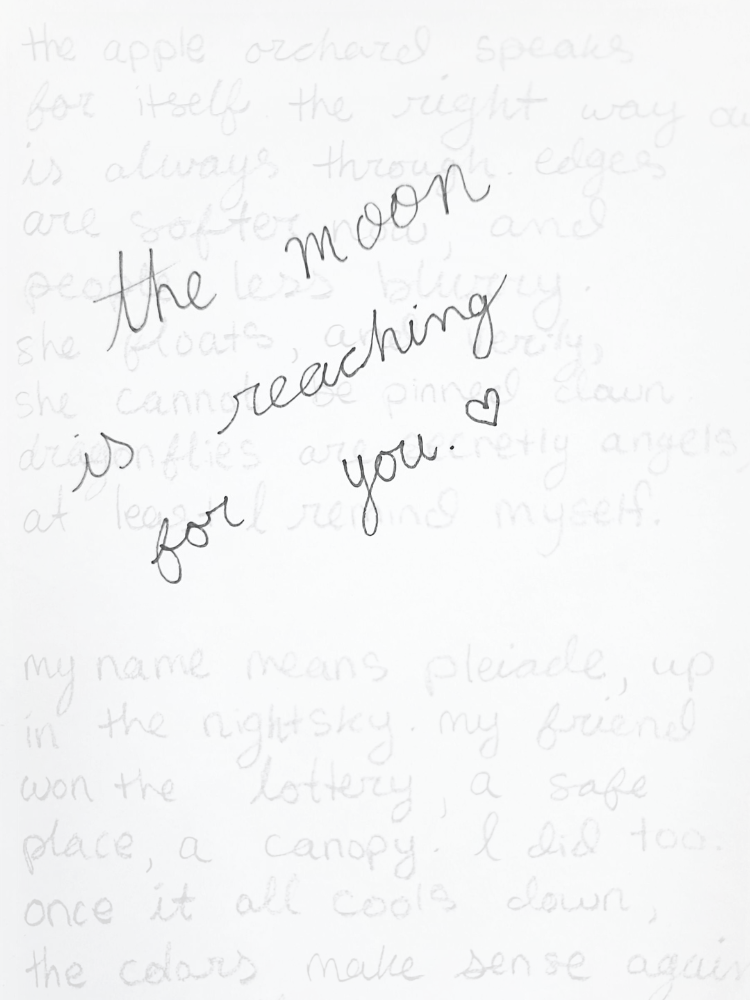 the apple orchard speaks
for itself. the right way
is always through. edges
are softer now, and
people less blurry.
she floats, and verily,
she cannot be pinned down.
dragonflies are secretly angels,
at least I remind myself.
the moon
is reaching
for you. ♡
my name means pleiade, up
in the nightsky. my friend
won the lottery, a safe
place, a canopy. I did too.
once it all cools down,
the colors make sense again